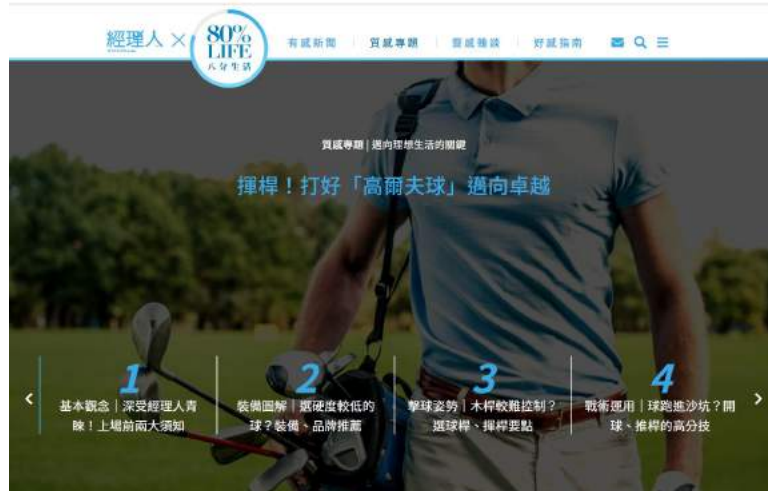 經理人 ×
80%
LIFE
八分生活
有感新聞
質感專題
靈感雜談
好感指南
質感專題 | 邁向理想生活的關鍵
揮桿！打好「高爾夫球」邁向卓越
1
基本觀念｜深受經理人青
睞！上場前兩大須知
2
裝備圖解｜選硬度較低的
球？裝備、品牌推薦
3
擊球姿勢｜木桿較難控制？
選球桿、揮桿要點
4
戰術運用｜球跑進沙坑？開
球、推桿的高分技